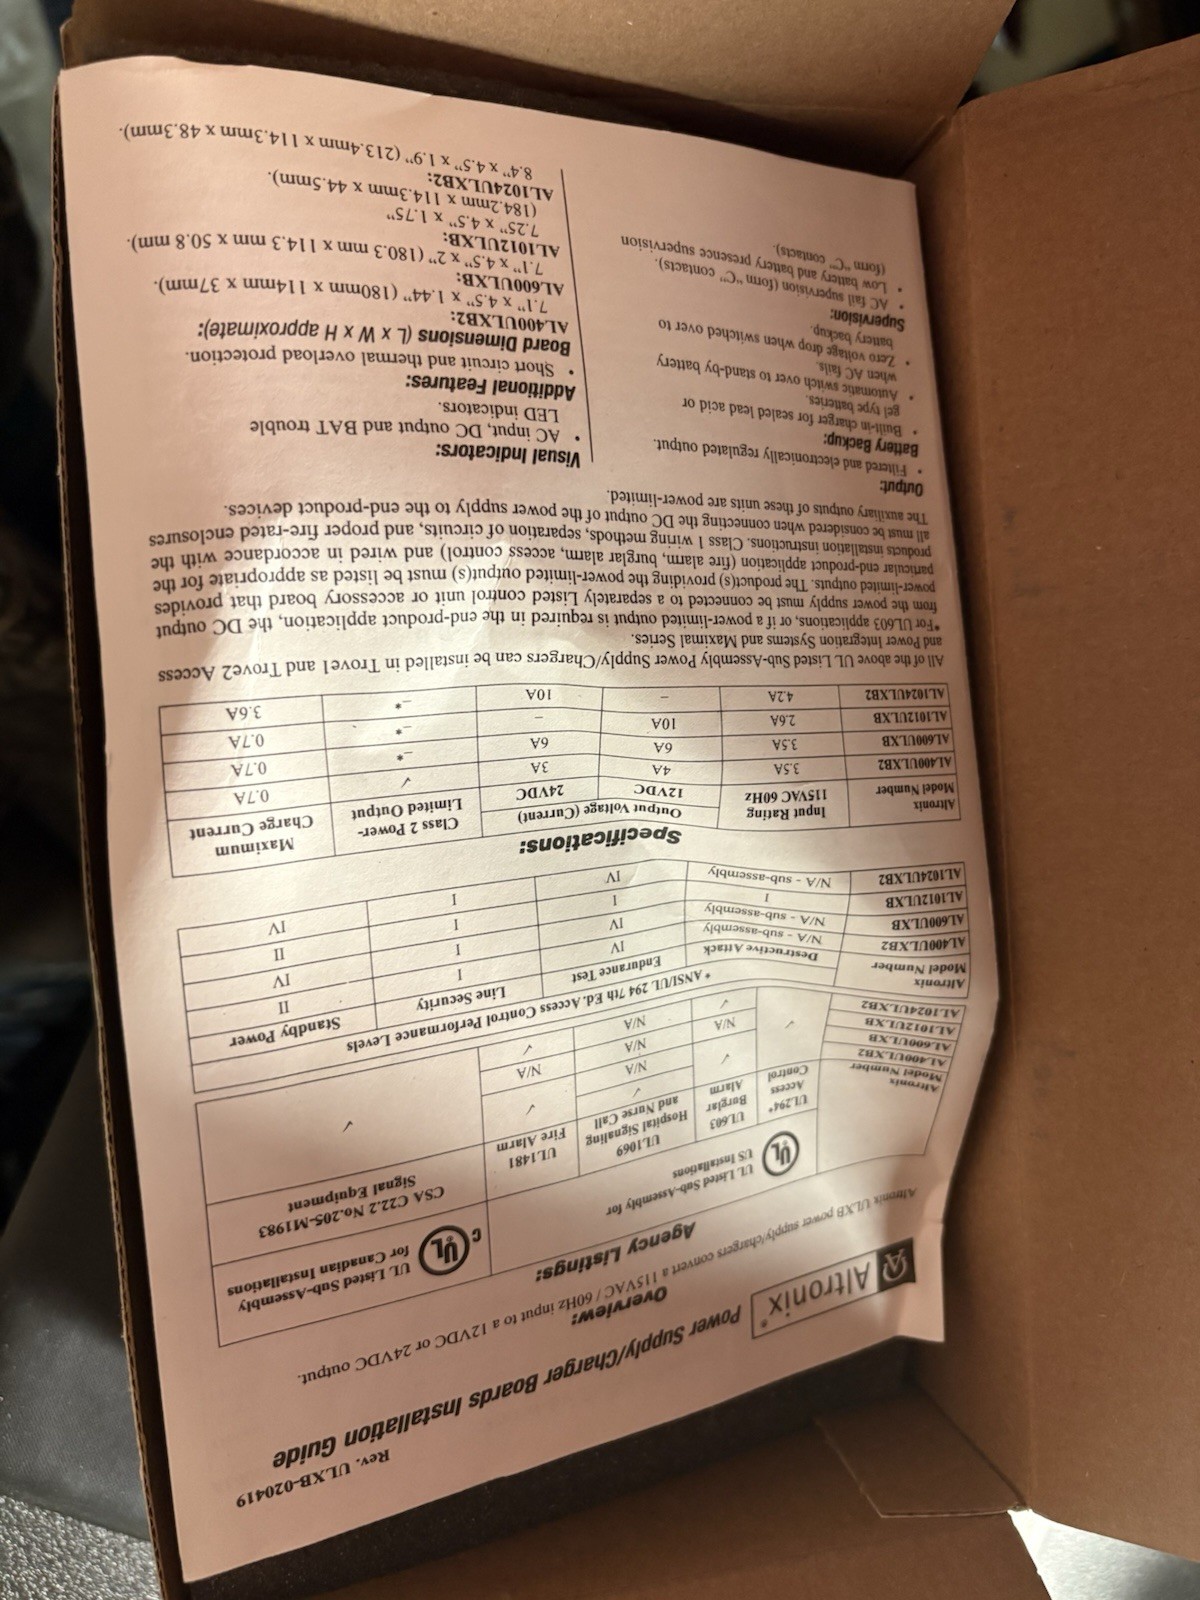 Rev. ULXB-020419
Altronix®
Power Supply/Charger Boards Installation Guide
Overview:
Altronix ULXB power supply/chargers convert a 115VAC / 60Hz input to a 12VDC or 24VDC output.
Agency Listings:
UL
UL Listed Sub-Assembly for
US Installations
C UL
UL Listed Sub-Assembly
for Canadian Installations
Altronix
Model Number
UL294*
Access
Control
UL603
Burglar
Alarm
UL1069
Hospital Signaling
and Nurse Call
UL1481
Fire Alarm
CSA C22.2 No.205-M1983
Signal Equipment
AL400ULXB2 ✓ ✓ ✓ ✓ ✓
AL600ULXB N/A
AL1012ULXB N/A N/A N/A
AL1024ULXB2 ✓ N/A ✓
* ANSI/UL 294 7th Ed. Access Control Performance Levels
Altronix
Model Number Destructive Attack Endurance Test Line Security Standby Power
AL400ULXB2 N/A - sub-assembly IV I II
AL600ULXB N/A - sub-assembly IV I IV
AL1012ULXB I I I II
AL1024ULXB2 N/A - sub-assembly IV I IV
Specifications:
Altronix
Model Number
Input Rating
115VAC 60Hz
Output Voltage (Current)
12VDC 24VDC
Class 2 Power-
Limited Output
Maximum
Charge Current
AL400ULXB2 3.5A 4A 3A ✓ 0.7A
AL600ULXB 3.5A 6A 6A –* 0.7A
AL1012ULXB 2.6A 10A – –* 0.7A
AL1024ULXB2 4.2A – 10A –* 3.6A
All of the above UL Listed Sub-Assembly Power Supply/Chargers can be installed in Trove1 and Trove2 Access
and Power Integration Systems and Maximal Series.
*For UL603 applications, or if a power-limited output is required in the end-product application, the DC output
from the power supply must be connected to a separately Listed control unit or accessory board that provides
power-limited outputs. The product(s) providing the power-limited output(s) must be listed as appropriate for the
particular end-product application (fire alarm, burglar alarm, access control) and wired in accordance with the
products installation instructions. Class 1 wiring methods, separation of circuits, and proper fire-rated enclosures
all must be considered when connecting the DC output of the power supply to the end-product devices.
The auxiliary outputs of these units are power-limited.
Output:
• Filtered and electronically regulated output.
Battery Backup:
• Built-in charger for sealed lead acid or
gel type batteries.
• Automatic switch over to stand-by battery
when AC fails.
• Zero voltage drop when switched over to
battery backup.
Supervision:
• AC fail supervision (form "C" contacts).
• Low battery and battery presence supervision
(form "C" contacts).
Visual Indicators:
• AC input, DC output and BAT trouble
LED indicators.
Additional Features:
• Short circuit and thermal overload protection.
Board Dimensions (L x W x H approximate):
AL400ULXB2:
7.1" x 4.5" x 1.44" (180mm x 114mm x 37mm).
AL600ULXB:
7.1" x 4.5" x 2" (180.3 mm x 114.3 mm x 50.8 mm).
AL1012ULXB:
7.25" x 4.5" x 1.75"
(184.2mm x 114.3mm x 44.5mm).
AL1024ULXB2:
8.4" x 4.5" x 1.9" (213.4mm x 114.3mm x 48.3mm).